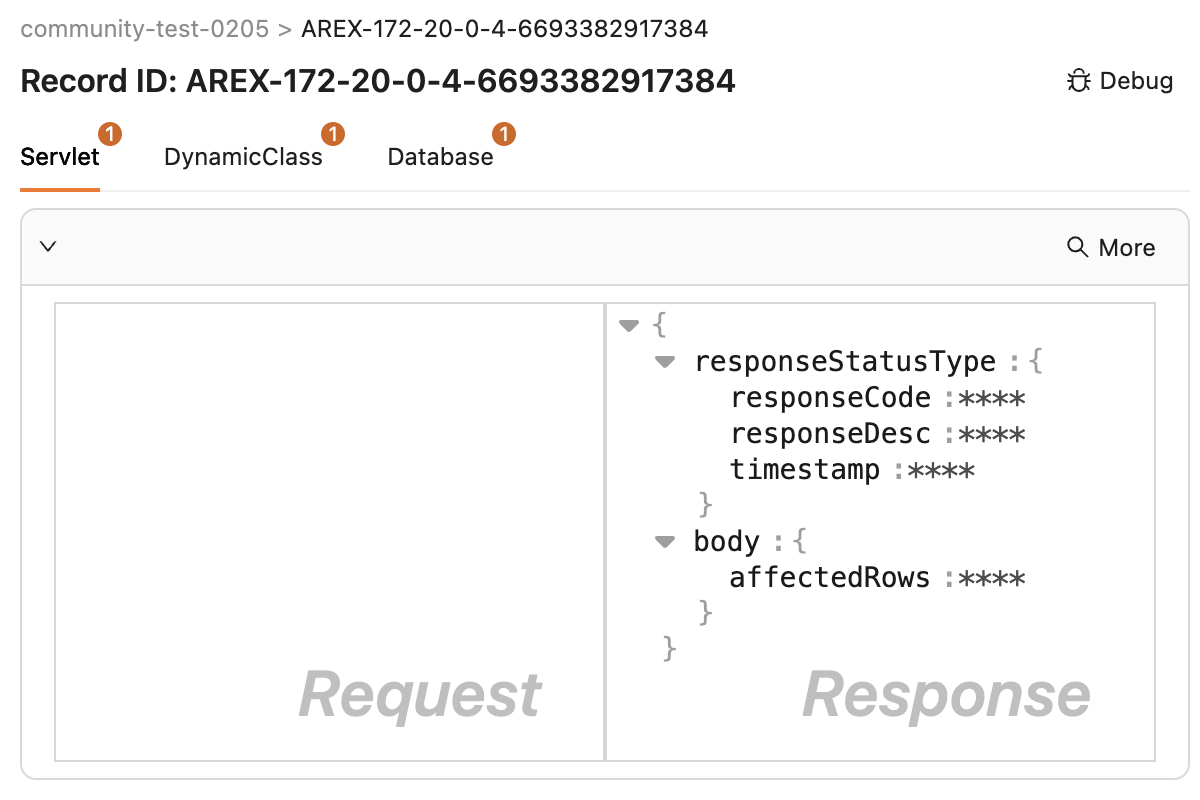 community-test-0205 > AREX-172-20-0-4-6693382917384
Record ID: AREX-172-20-0-4-6693382917384 Debug
Servlet 1 DynamicClass 1 Database 1
More
{
responseStatusType :{
responseCode :****
responseDesc :****
timestamp :****
}
body :{
affectedRows :****
}
}
Request Response